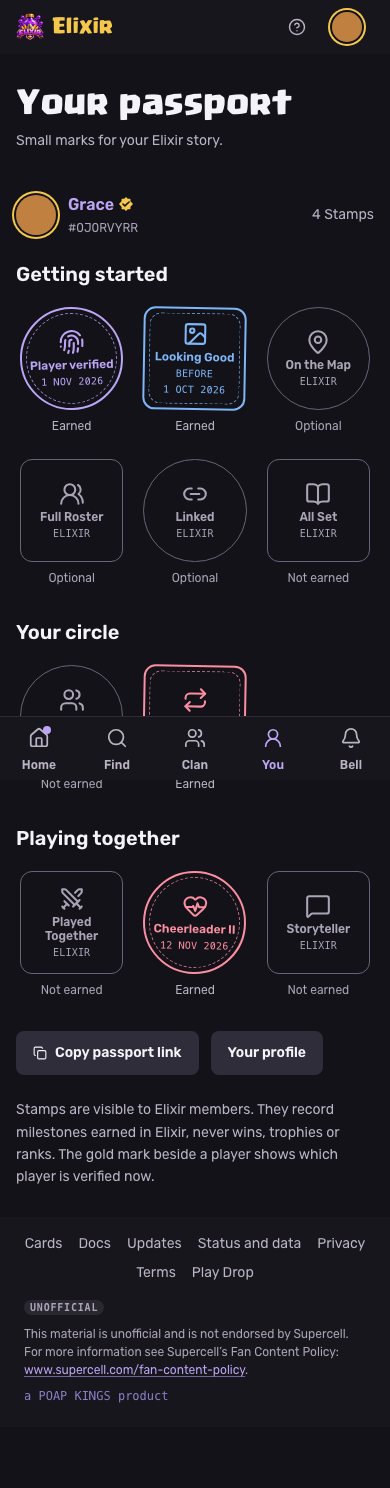 Elixir
Your passport
Small marks for your Elixir story.
Grace
#0J0RVYRR
4 Stamps
Getting started
Player verified
1 NOV 2026
Earned
Looking Good
BEFORE
1 OCT 2026
Earned
On the Map
ELIXIR
Optional
Full Roster
ELIXIR
Optional
Linked
ELIXIR
Optional
All Set
ELIXIR
Not earned
Your circle
Home
Find
Clan
You
Bell
Not earned
Earned
Playing together
Played
Together
ELIXIR
Not earned
Cheerleader II
12 NOV 2026
Earned
Storyteller
ELIXIR
Not earned
Copy passport link
Your profile
Stamps are visible to Elixir members. They record
milestones earned in Elixir, never wins, trophies or
ranks. The gold mark beside a player shows which
player is verified now.
Cards Docs Updates Status and data Privacy
Terms Play Drop
UNOFFICIAL
This material is unofficial and is not endorsed by Supercell.
For more information see Supercell's Fan Content Policy:
www.supercell.com/fan-content-policy.
a POAP KINGS product